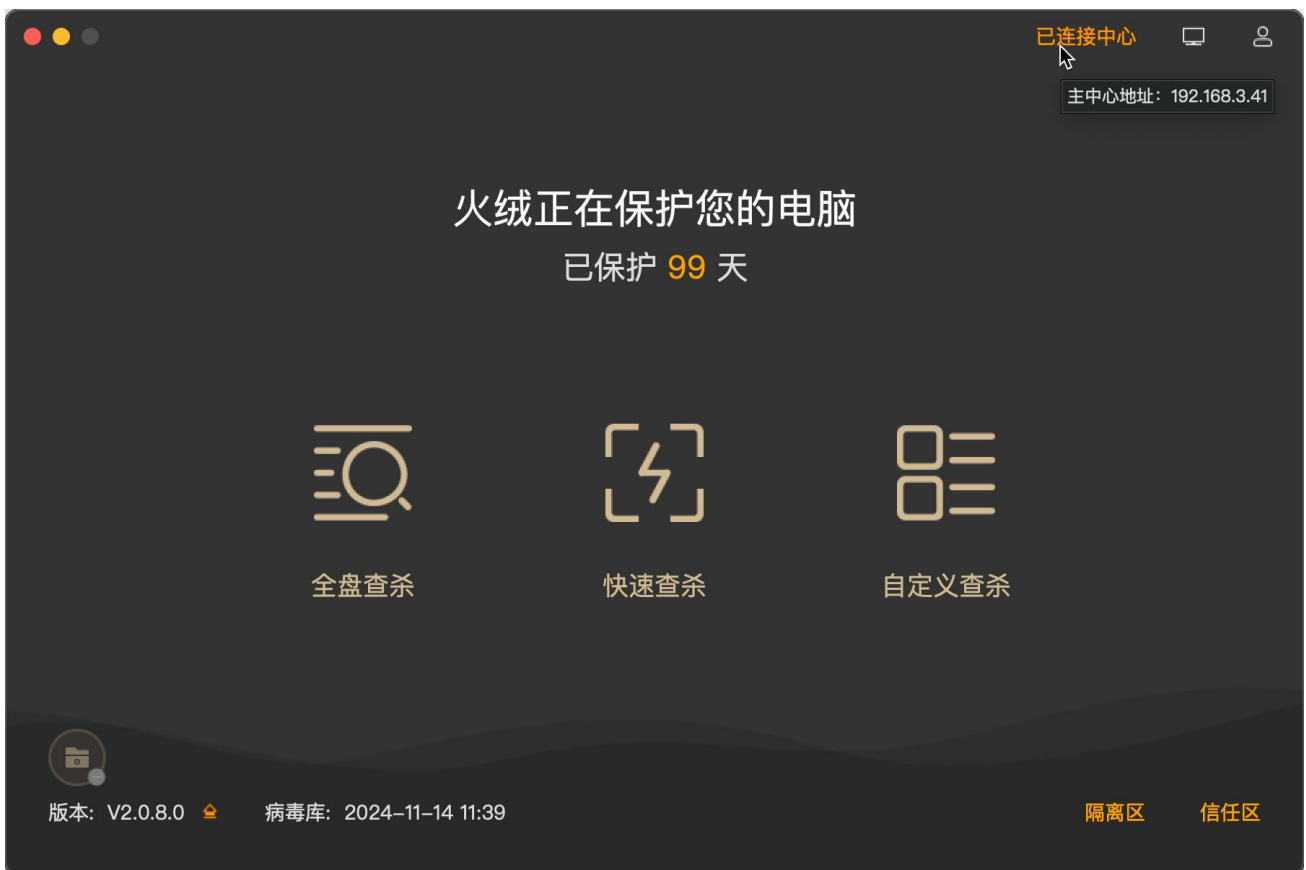 已连接中心
主中心地址：192.168.3.41
火绒正在保护您的电脑
已保护 99 天
全盘查杀 快速查杀 自定义查杀
版本: V2.0.8.0 病毒库: 2024-11-14 11:39 隔离区 信任区